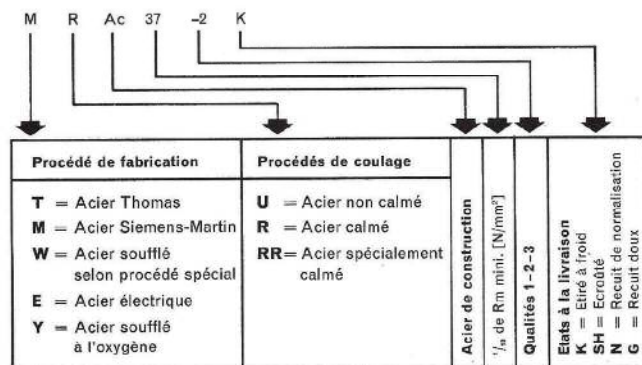 M R Ac 37 -2 K
Procédé de fabrication
T = Acier Thomas
M = Acier Siemens-Martin
W = Acier soufflé
selon procédé spécial
E = Acier électrique
Y = Acier soufflé
à l'oxygène
Procédés de coulage
U = Acier non calmé
R = Acier calmé
RR = Acier spécialement
calmé
Acier de construction
de Rm mini. [N/mm²]
Qualités 1-2-3
Etats à la livraison
K = Etiré à froid
SH = Ecroûté
N = Recuit de normalisation
G = Recuit doux